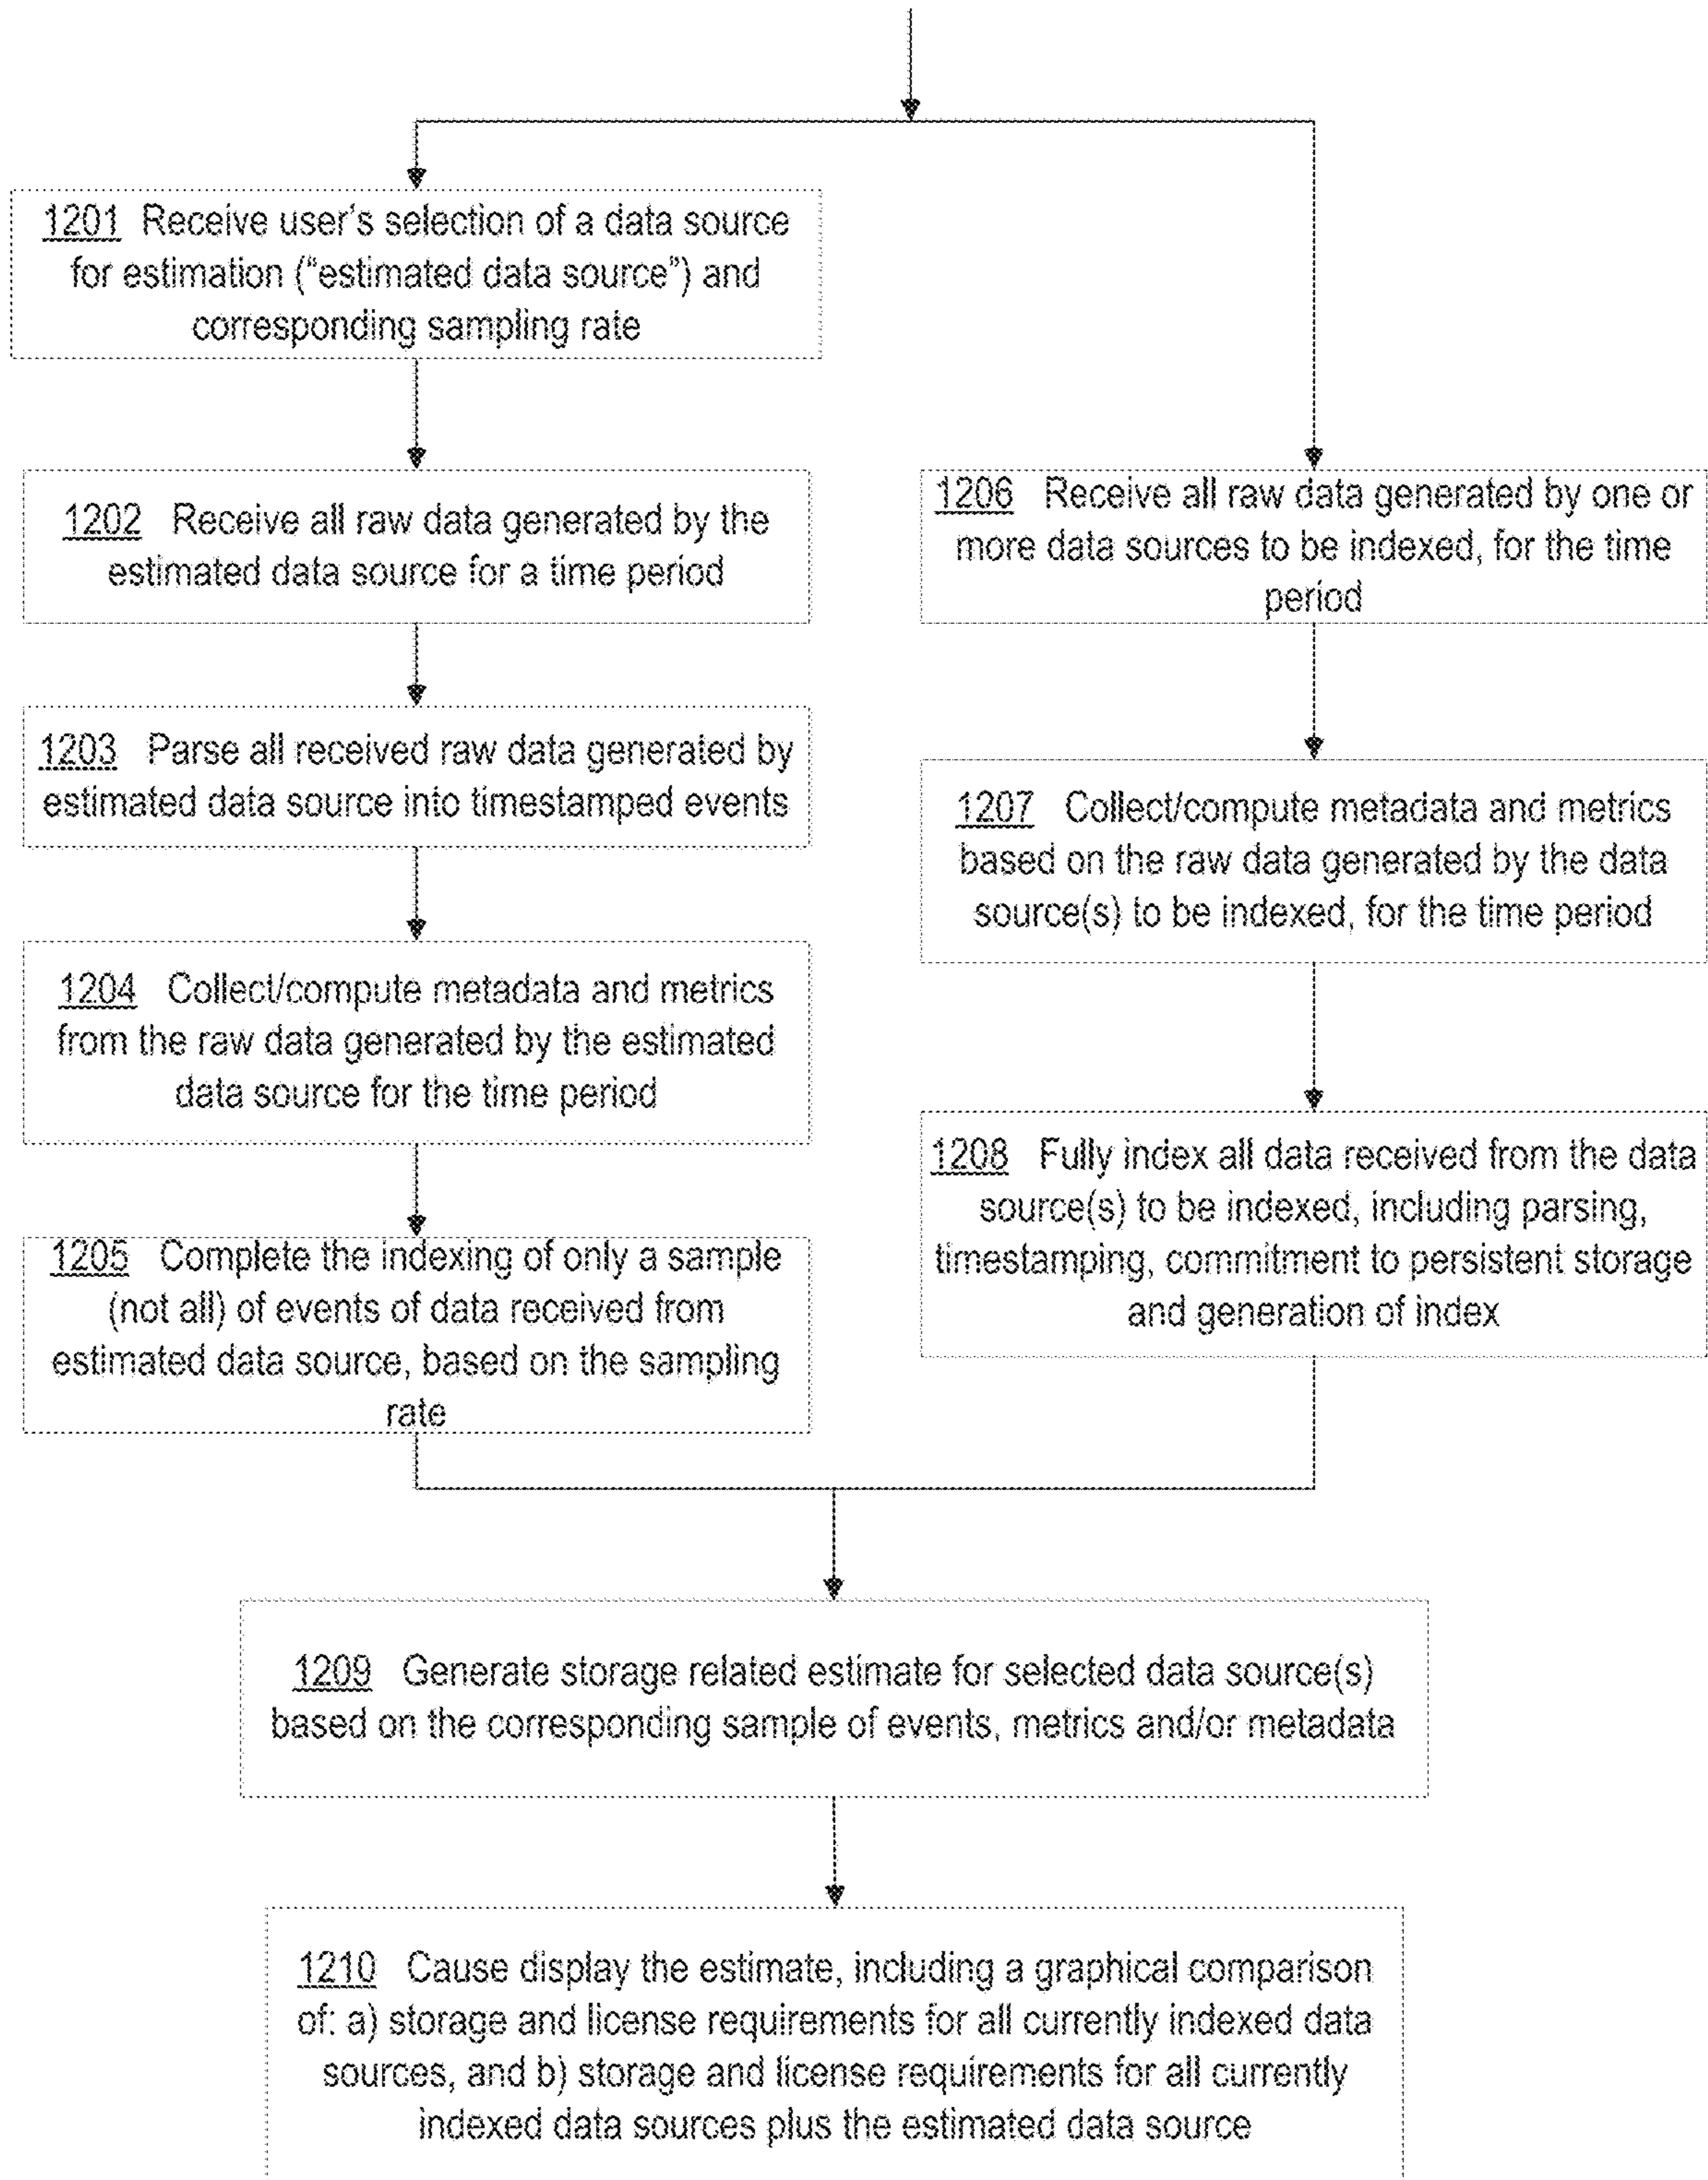 1201 Receive user's selection of a data source
for estimation (“estimated data source”) and
corresponding sampling rate
1202 Receive all raw data generated by the
estimated data source for a time period
1203 Parse all received raw data generated by
estimated data source into timestamped events
1204 Collect/compute metadata and metrics
from the raw data generated by the estimated
data source for the time period
1205 Complete the indexing of only a sample
(not all) of events of data received from
estimated data source, based on the sampling
rate
1206 Receive all raw data generated by one or
more data sources to be indexed, for the time
period
1207 Collect/compute metadata and metrics
based on the raw data generated by the data
source(s) to be indexed, for the time period
1208 Fully index all data received from the data
source(s) to be indexed, including parsing,
timestamping, commitment to persistent storage
and generation of index
1209 Generate storage related estimate for selected data source(s)
based on the corresponding sample of events, metrics and/or metadata
1210 Cause display the estimate, including a graphical comparison
of: a) storage and license requirements for all currently indexed data
sources, and b) storage and license requirements for all currently
indexed data sources plus the estimated data source